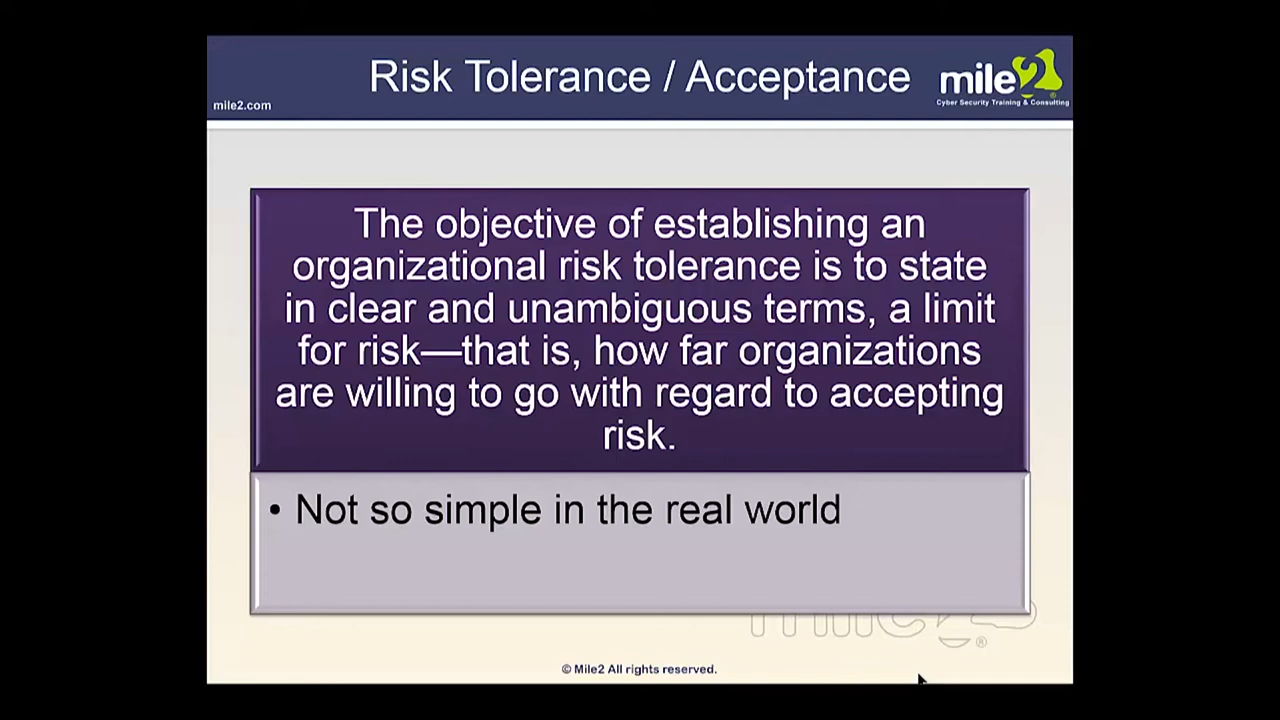 Risk Tolerance / Acceptance
mile2
Cyber Security Training & Consulting
mile2.com
The objective of establishing an
organizational risk tolerance is to state
in clear and unambiguous terms, a limit
for risk—that is, how far organizations
are willing to go with regard to accepting
risk.
• Not so simple in the real world
mile2®
© Mile2 All rights reserved.